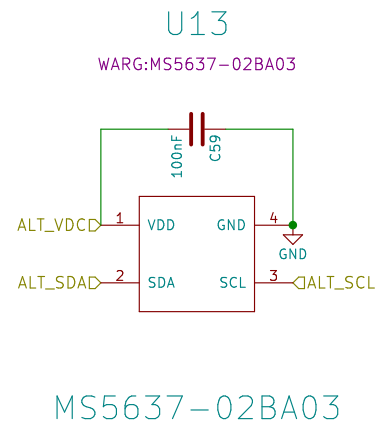 U13
WARG:MS5637-02BA03
100nF
C59
ALT_VDC
1
VDD
GND
4
GND
ALT_SDA
2
SDA
SCL
3
ALT_SCL
MS5637-02BA03